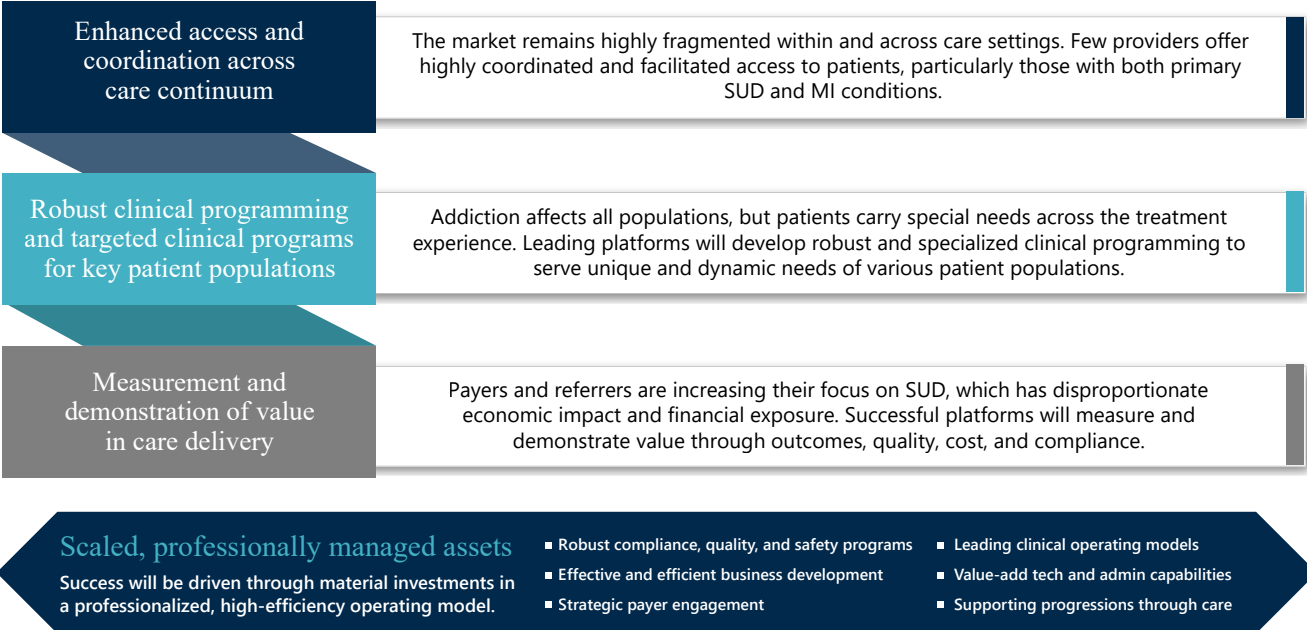 Enhanced access and
coordination across
care continuum
The market remains highly fragmented within and across care settings. Few providers offer
highly coordinated and facilitated access to patients, particularly those with both primary
SUD and MI conditions.
Robust clinical programming
and targeted clinical programs
for key patient populations
Addiction affects all populations, but patients carry special needs across the treatment
experience. Leading platforms will develop robust and specialized clinical programming to
serve unique and dynamic needs of various patient populations.
Measurement and
demonstration of value
in care delivery
Payers and referrers are increasing their focus on SUD, which has disproportionate
economic impact and financial exposure. Successful platforms will measure and
demonstrate value through outcomes, quality, cost, and compliance.
Scaled, professionally managed assets
Success will be driven through material investments in
a professionalized, high-efficiency operating model.
▪ Robust compliance, quality, and safety programs
▪ Effective and efficient business development
▪ Strategic payer engagement
▪ Leading clinical operating models
▪ Value-add tech and admin capabilities
▪ Supporting progressions through care